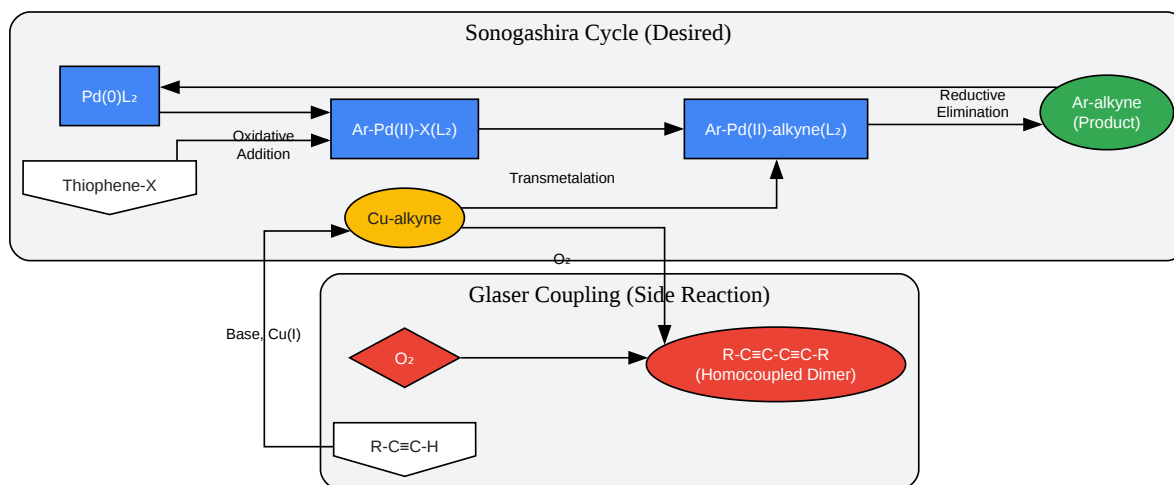 Sonogashira Cycle (Desired)
Pd(0)L₂
Thiophene-X
Oxidative
Addition
Ar-Pd(II)-X(L₂)
Ar-Pd(II)-alkyne(L₂)
Reductive
Elimination
Ar-alkyne
(Product)
Transmetalation
Cu-alkyne
O₂
Base, Cu(I)
Glaser Coupling (Side Reaction)
O₂
R-C≡C-C≡C-R
(Homocoupled Dimer)
R-C≡C-H